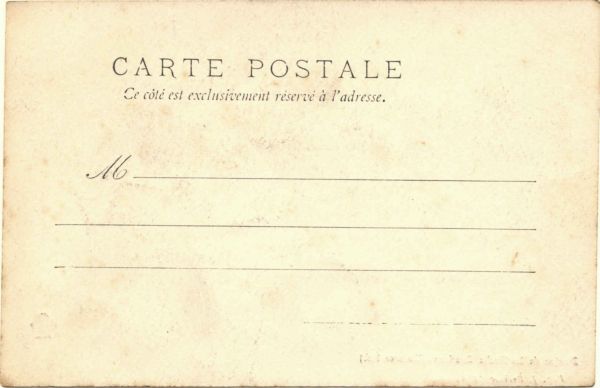 CARTE POSTALE
Ce côté est exclusivement réservé à l'adresse.
M